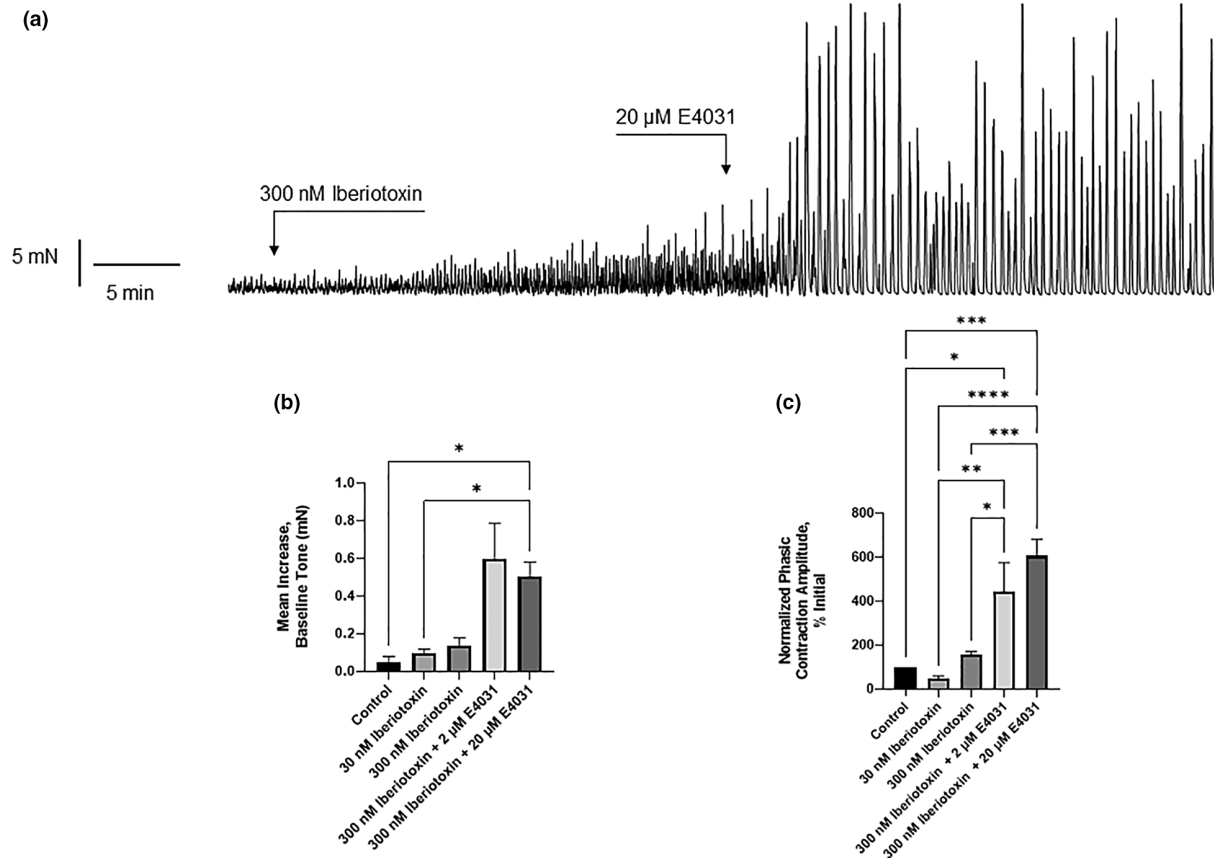 (a)
20 µM E4031
300 nM Iberiotoxin
5 mN
5 min
(b)
*
*
Mean Increase,
Baseline Tone (mN)
1.0
0.8
0.6
0.4
0.2
0.0
Control
30 nM Iberiotoxin
300 nM Iberiotoxin
300 nM Iberiotoxin + 2 µM E4031
300 nM Iberiotoxin + 20 µM E4031
(c)
***
*
****
***
**
*
Normalized Phasic
Contraction Amplitude,
% Initial
800
600
400
200
0
Control
30 nM Iberiotoxin
300 nM Iberiotoxin
300 nM Iberiotoxin + 2 µM E4031
300 nM Iberiotoxin + 20 µM E4031